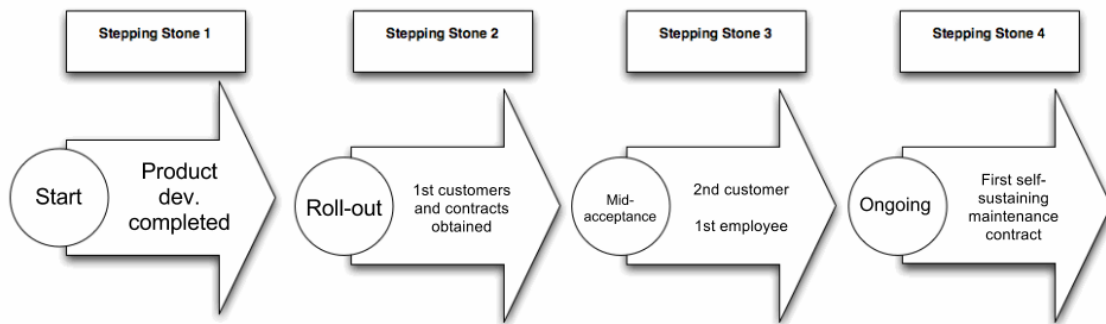 Stepping Stone 1
Stepping Stone 2
Stepping Stone 3
Stepping Stone 4
Start
Product
dev.
completed
Roll-out
1st customers
and contracts
obtained
Mid-
acceptance
2nd customer
1st employee
Ongoing
First self-
sustaining
maintenance
contract